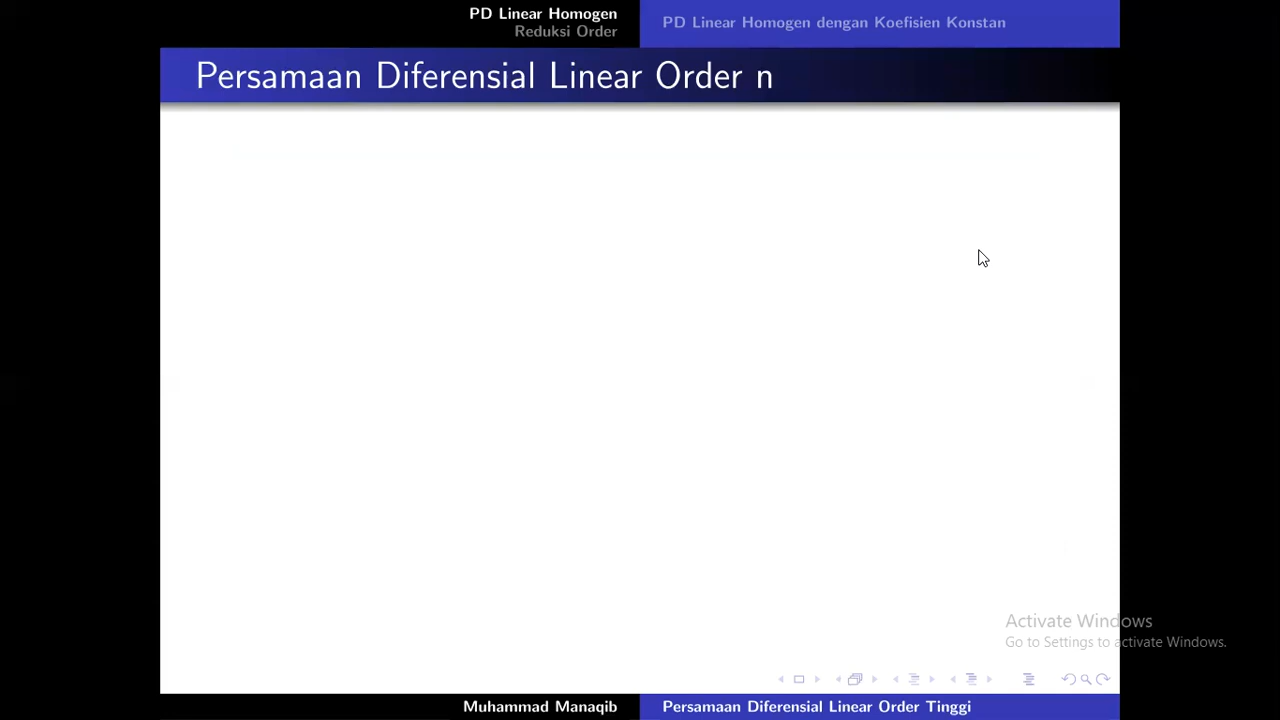 PD Linear Homogen
Reduksi Order
PD Linear Homogen dengan Koefisien Konstan
Persamaan Diferensial Linear Order n
Activate Windows
Go to Settings to activate Windows.
Muhammad Manaqib
Persamaan Diferensial Linear Order Tinggi